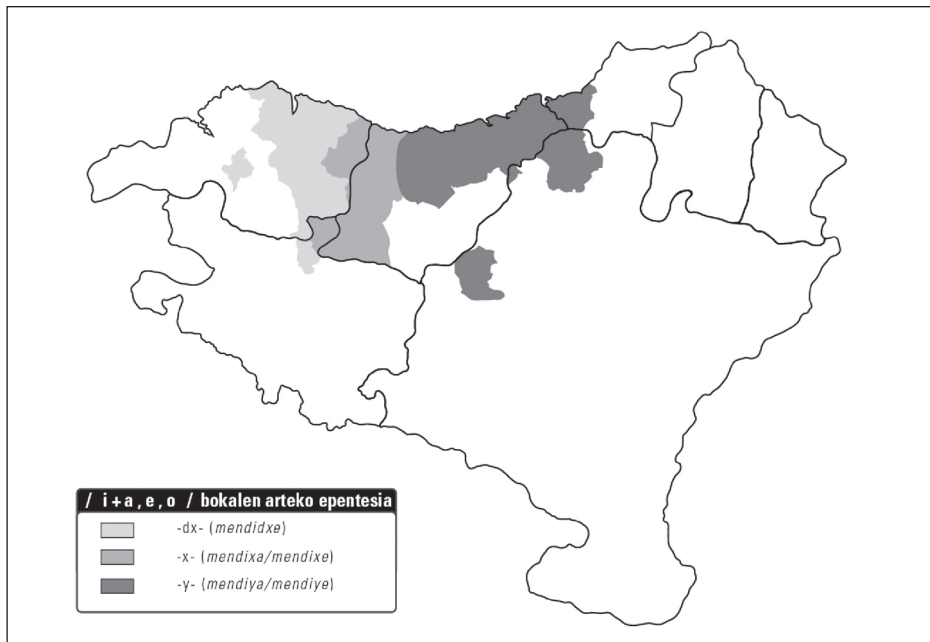 / i + a , e , o / bokalen arteko epentesia
-dx- (mendidxe)
-x- (mendixa/mendixe)
-y- (mendiya/mendiye)